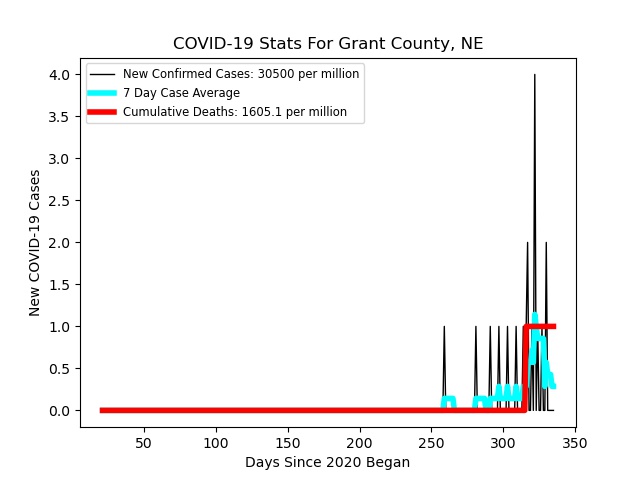 COVID-19 Stats For Grant County, NE
New Confirmed Cases: 30500 per million
7 Day Case Average
Cumulative Deaths: 1605.1 per million
New COVID-19 Cases
4.0
3.5
3.0
2.5
2.0
1.5
1.0
0.5
0.0
50 100 150 200 250 300 350
Days Since 2020 Began